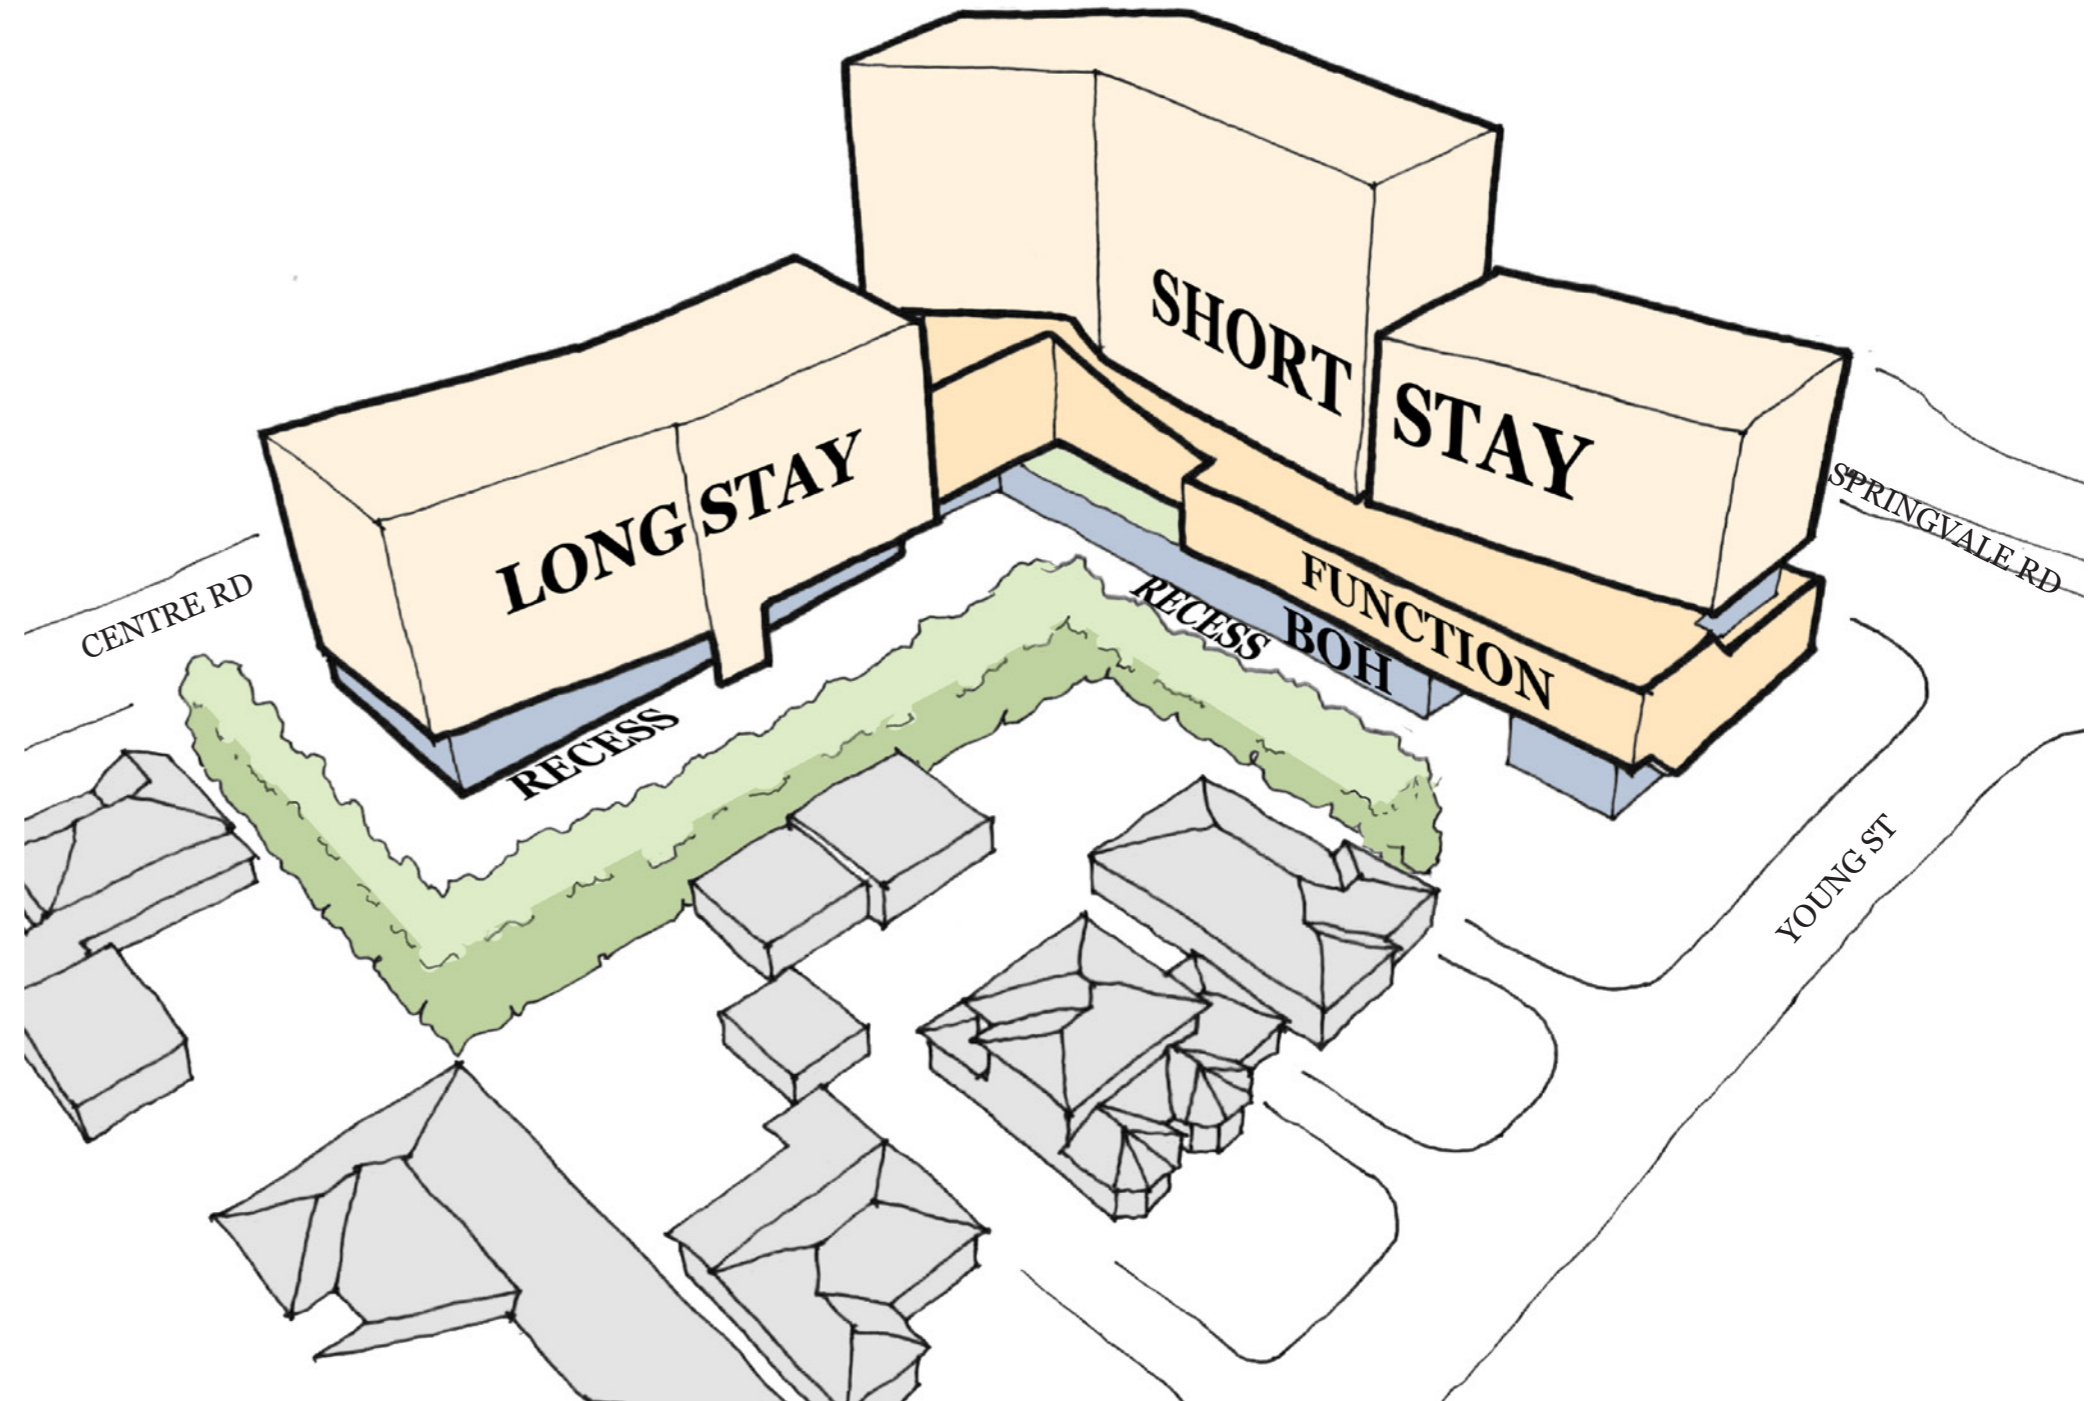 SHORT
STAY
LONG STAY
SPRINGVALE RD
CENTRE RD
FUNCTION
RECESS
BOH
RECESS
YOUNG ST